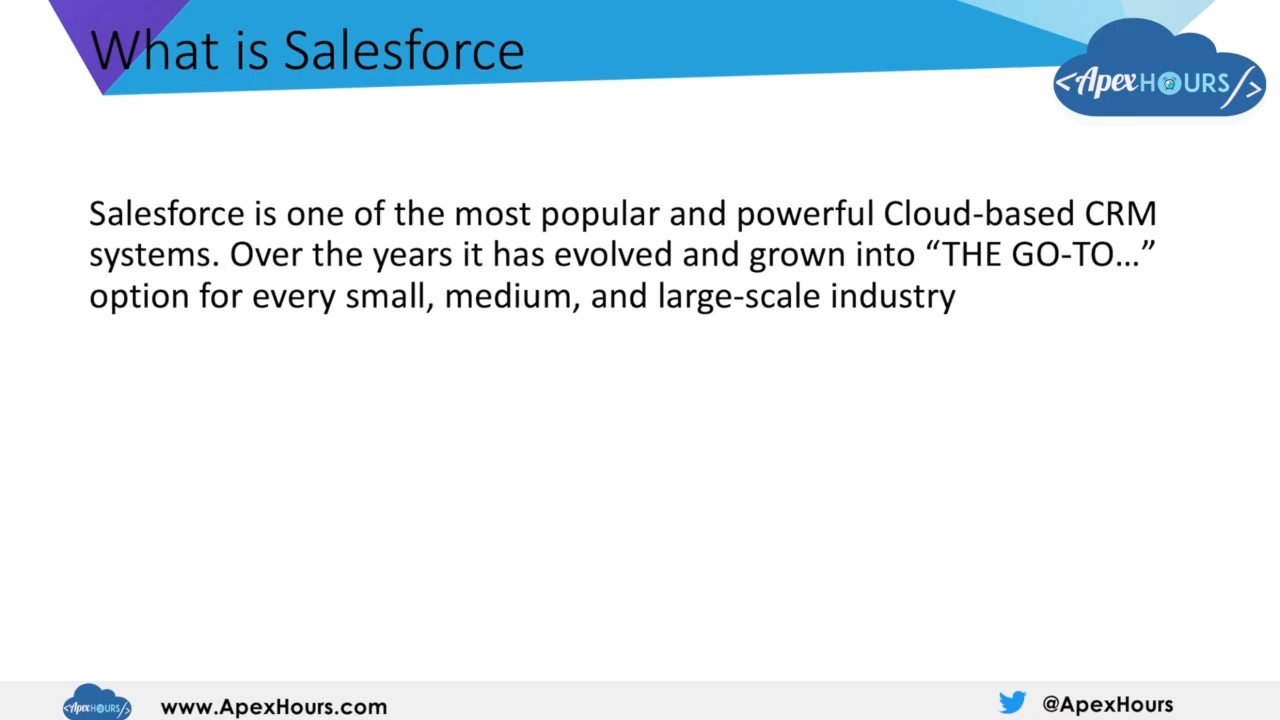 What is Salesforce
<ApexHOURS/>
Salesforce is one of the most popular and powerful Cloud-based CRM
systems. Over the years it has evolved and grown into “THE GO-TO...”
option for every small, medium, and large-scale industry
<ApexHOURS/>
www.ApexHours.com
@ApexHours